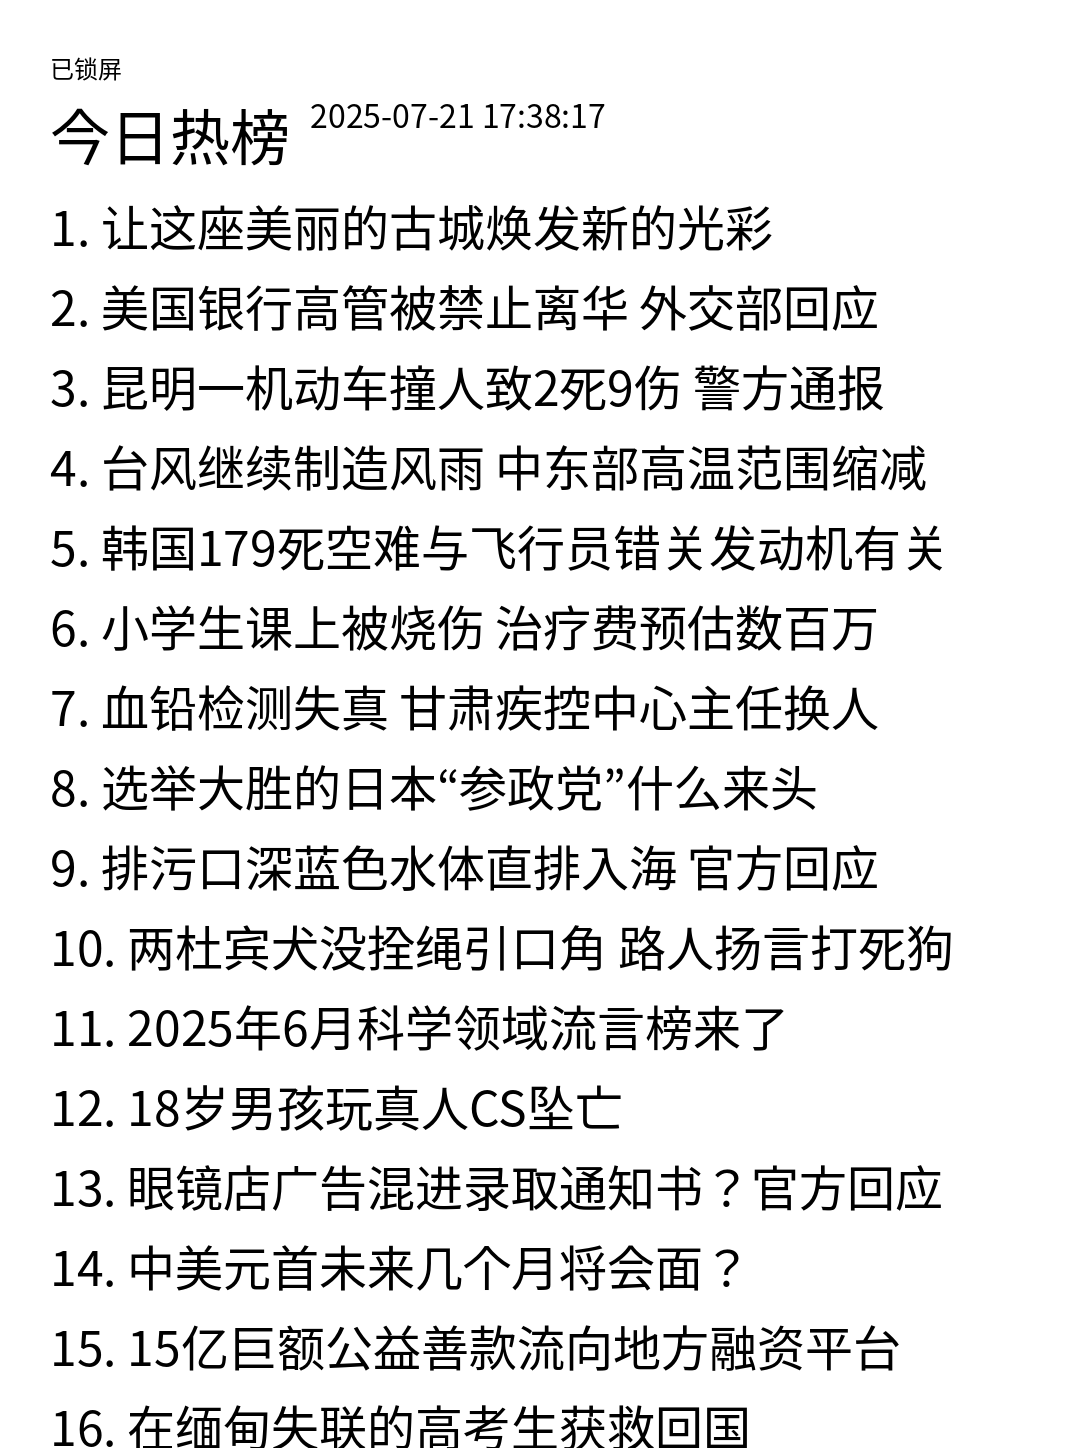 已锁屏
今日热榜 2025-07-21 17:38:17
1. 让这座美丽的古城焕发新的光彩
2. 美国银行高管被禁止离华 外交部回应
3. 昆明一机动车撞人致2死9伤 警方通报
4. 台风继续制造风雨 中东部高温范围缩减
5. 韩国179死空难与飞行员错关发动机有关
6. 小学生课上被烧伤 治疗费预估数百万
7. 血铅检测失真 甘肃疾控中心主任换人
8. 选举大胜的日本“参政党”什么来头
9. 排污口深蓝色水体直排入海 官方回应
10. 两杜宾犬没拴绳引口角 路人扬言打死狗
11. 2025年6月科学领域流言榜来了
12. 18岁男孩玩真人CS坠亡
13. 眼镜店广告混进录取通知书？官方回应
14. 中美元首未来几个月将会面？
15. 15亿巨额公益善款流向地方融资平台
16. 在缅甸失联的高考生获救回国